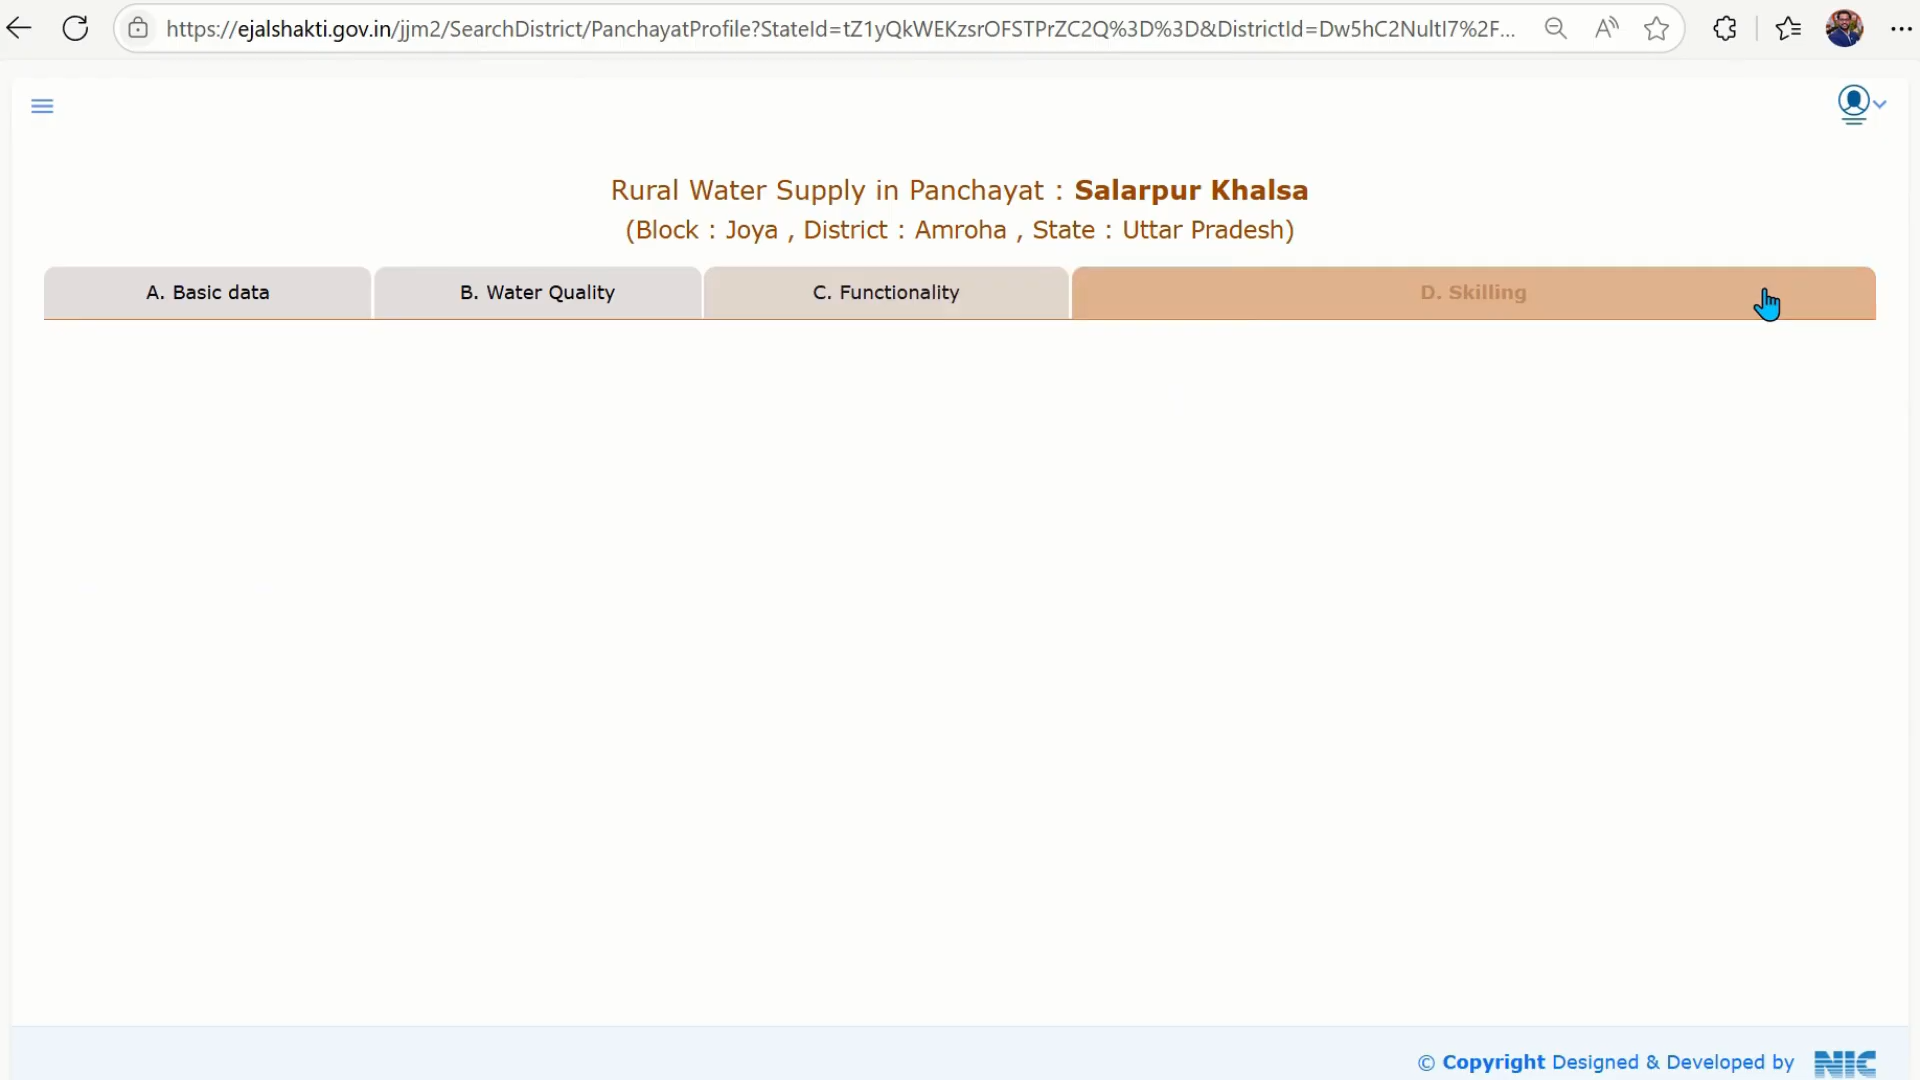 https://ejalshakti.gov.in/jjm2/SearchDistrict/PanchayatProfile?StateId=tZ1yQkWEKzsrOFSTPrZC2Q%3D%3D&DistrictId=Dw5hC2NultI7%2F...
Rural Water Supply in Panchayat : Salarpur Khalsa
(Block : Joya , District : Amroha , State : Uttar Pradesh)
A. Basic data
B. Water Quality
C. Functionality
D. Skilling
© Copyright Designed & Developed by NIC